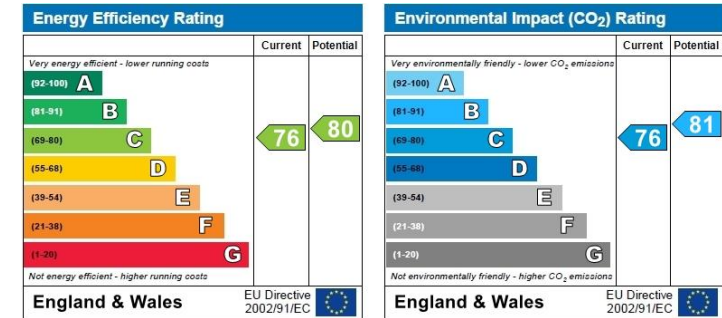 Energy Efficiency Rating
Current Potential
Very energy efficient - lower running costs
(92-100) A
(81-91) B
(69-80) C
76
80
(55-68) D
(39-54) E
(21-38) F
(1-20) G
Not energy efficient - higher running costs
England & Wales
EU Directive
2002/91/EC
Environmental Impact (CO₂) Rating
Current Potential
Very environmentally friendly - lower CO₂ emissions
(92-100) A
(81-91) B
(69-80) C
76
81
(55-68) D
(39-54) E
(21-38) F
(1-20) G
Not environmentally friendly - higher CO₂ emissions
England & Wales
EU Directive
2002/91/EC